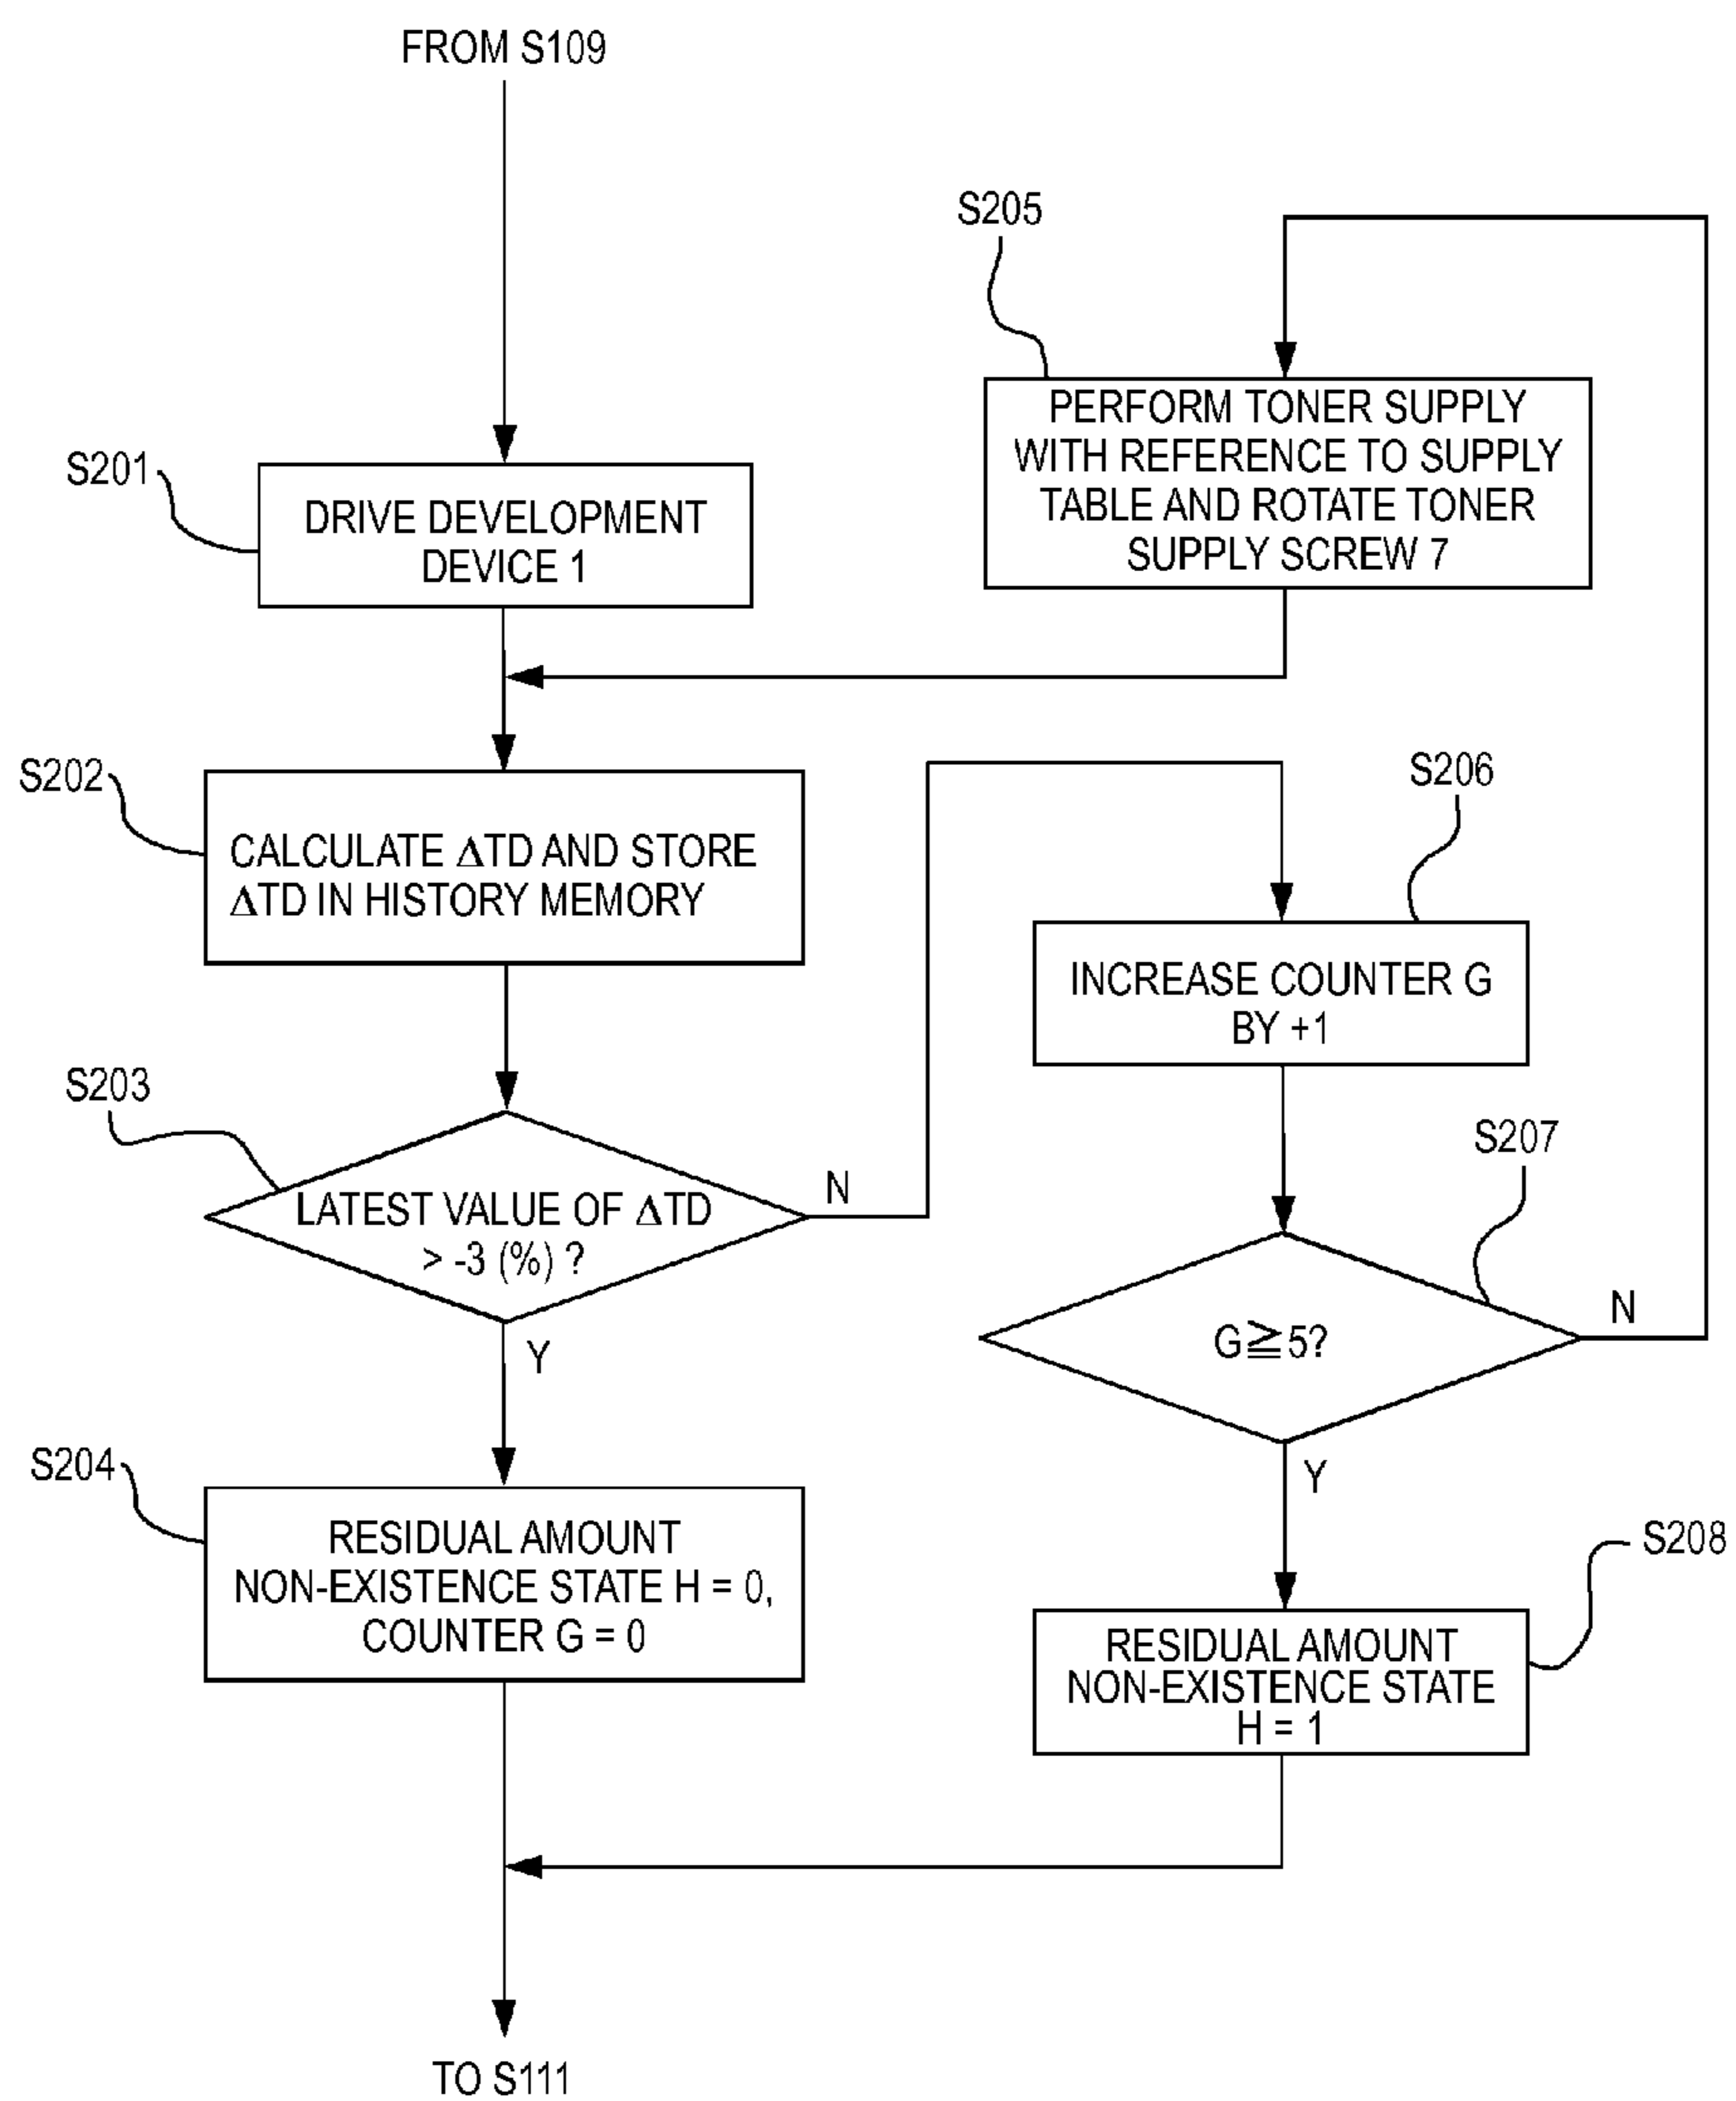 FROM S109
S205
PERFORM TONER SUPPLY
WITH REFERENCE TO SUPPLY
TABLE AND ROTATE TONER
SUPPLY SCREW 7
S201
DRIVE DEVELOPMENT
DEVICE 1
S202
CALCULATE ΔTD AND STORE
ΔTD IN HISTORY MEMORY
S206
INCREASE COUNTER G
BY +1
S203
LATEST VALUE OF ΔTD
> -3 (%) ?
N
Y
S207
G≧5?
N
Y
S204
RESIDUAL AMOUNT
NON-EXISTENCE STATE H = 0,
COUNTER G = 0
S208
RESIDUAL AMOUNT
NON-EXISTENCE STATE
H = 1
TO S111